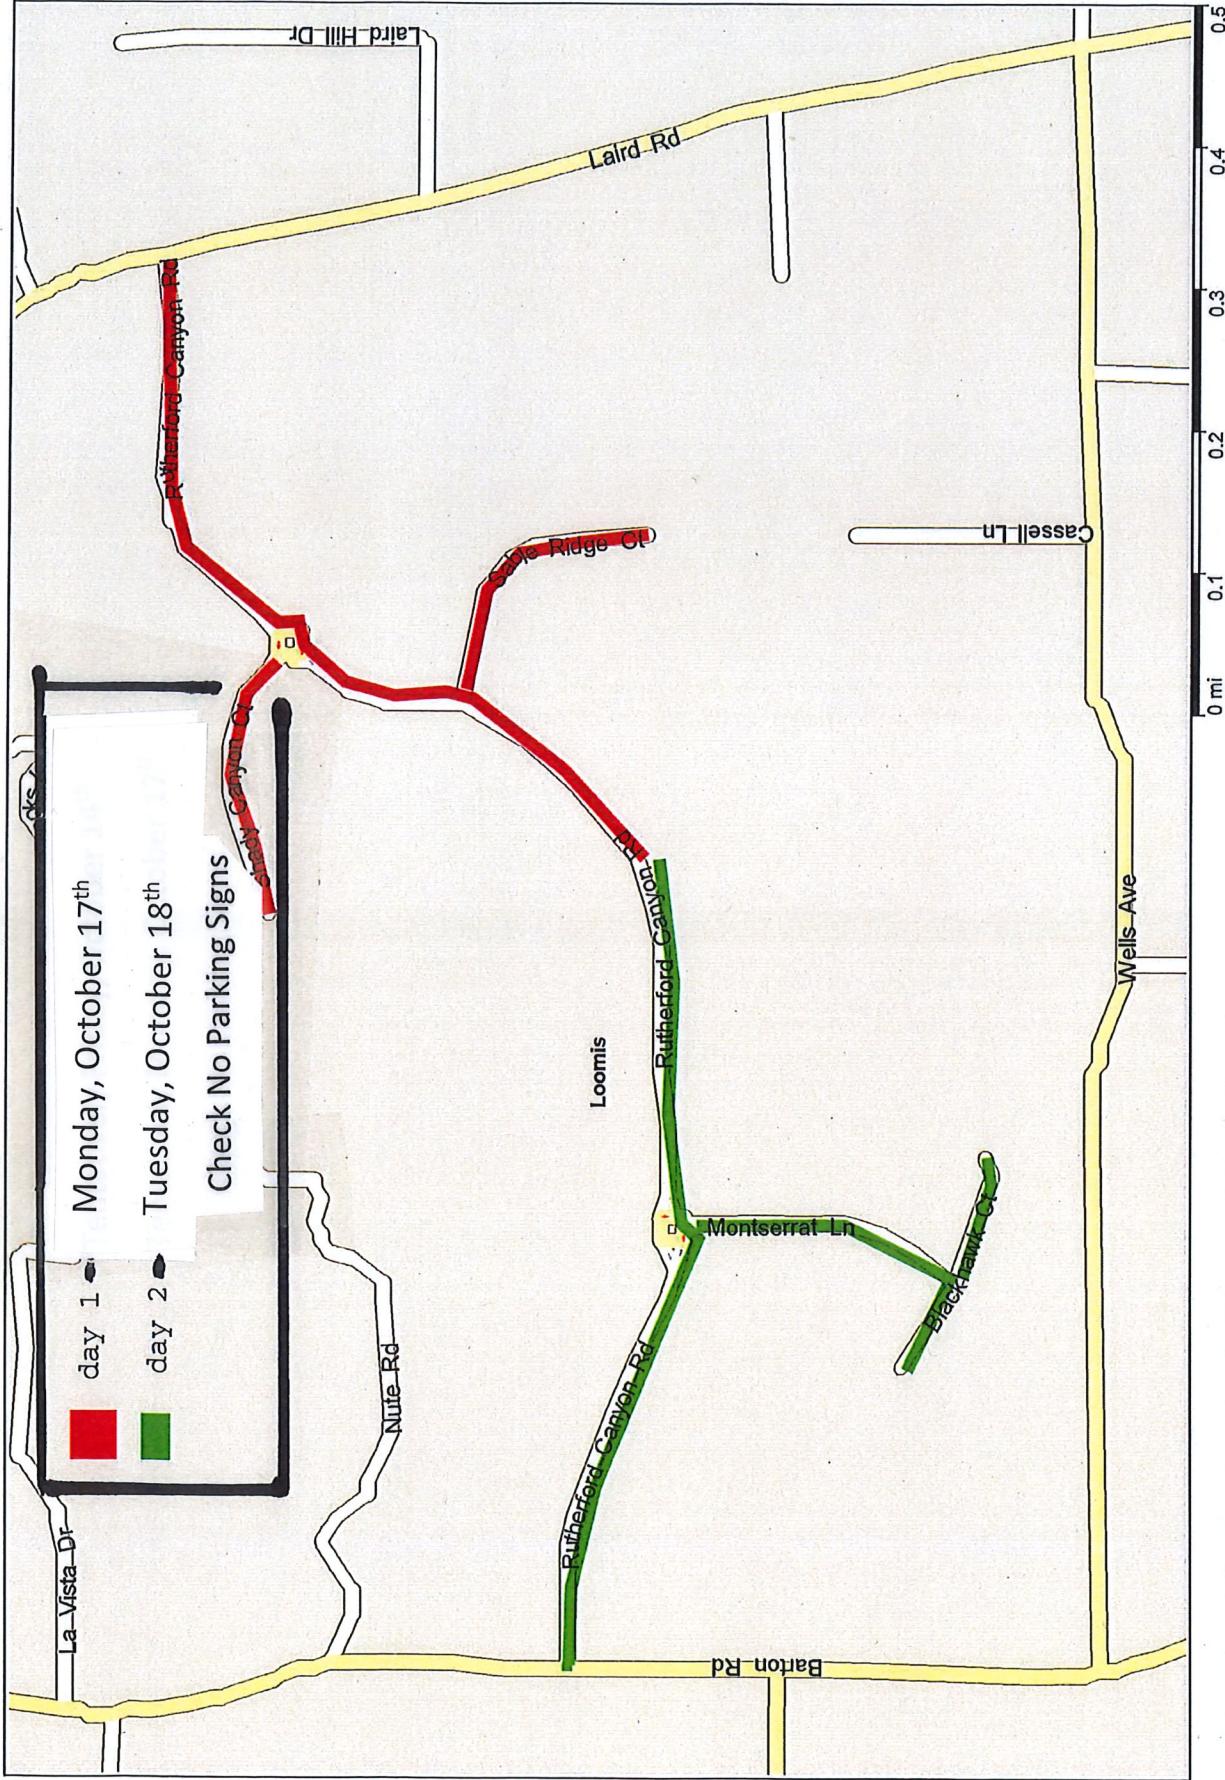 day 1 Monday, October 17th
day 2 Tuesday, October 18th
Check No Parking Signs
La Vista Dr
Nute Rd
Barton Rd
Rutherford Canyon Rd
Montserrat Ln
Blackhawk Ct
Loomis
Rutherford Canyon Rd
Shady Canyon Ct
Sable Ridge Ct
Rutherford Canyon Rd
Cassell Ln
Wells Ave
Laird Rd
Laird Hill Dr
0 mi 0.1 0.2 0.3 0.4 0.5